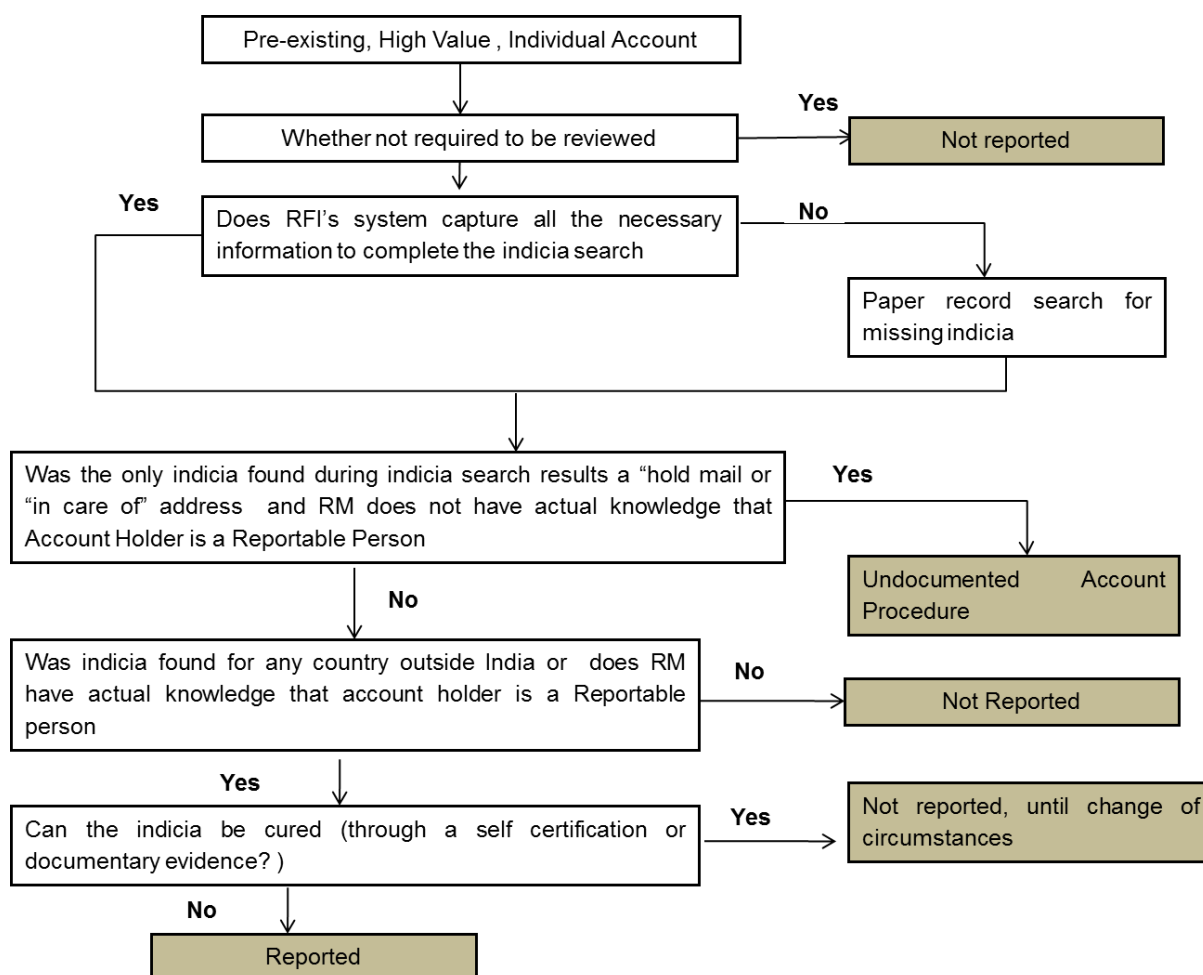 Pre-existing, High Value , Individual Account
Yes
Whether not required to be reviewed
Not reported
Yes
Does RFI’s system capture all the necessary
information to complete the indicia search
No
Paper record search for
missing indicia
Was the only indicia found during indicia search results a “hold mail or
“in care of” address and RM does not have actual knowledge that
Account Holder is a Reportable Person
Yes
Undocumented Account
Procedure
No
Was indicia found for any country outside India or does RM
have actual knowledge that account holder is a Reportable
person
No
Not Reported
Yes
Can the indicia be cured (through a self certification or
documentary evidence? )
Yes
Not reported, until change of
circumstances
No
Reported